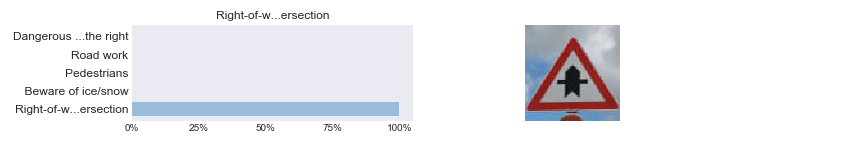 Right-of-w...ersection
Dangerous ...the right
Road work
Pedestrians
Beware of ice/snow
Right-of-w...ersection
0% 25% 50% 75% 100%